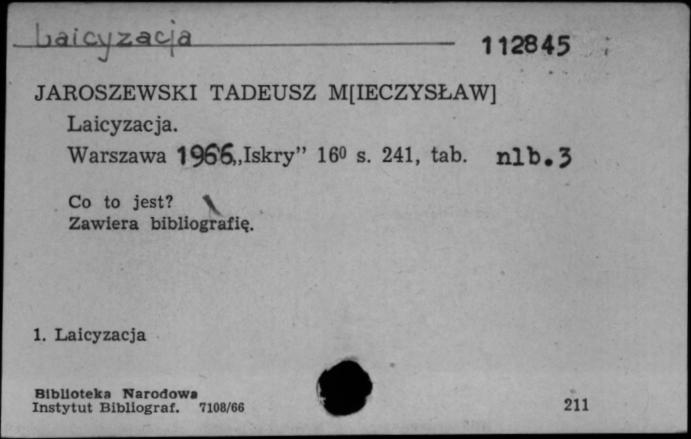 Laicyzacja
112845
JAROSZEWSKI TADEUSZ M[IECZYSŁAW]
Laicyzacja.
Warszawa 1966 „Iskry” 16⁰ s. 241, tab. nlb. 3
Co to jest?
Zawiera bibliografię.
1. Laicyzacja
Biblioteka Narodowa
Instytut Bibliograf. 7108/66
211